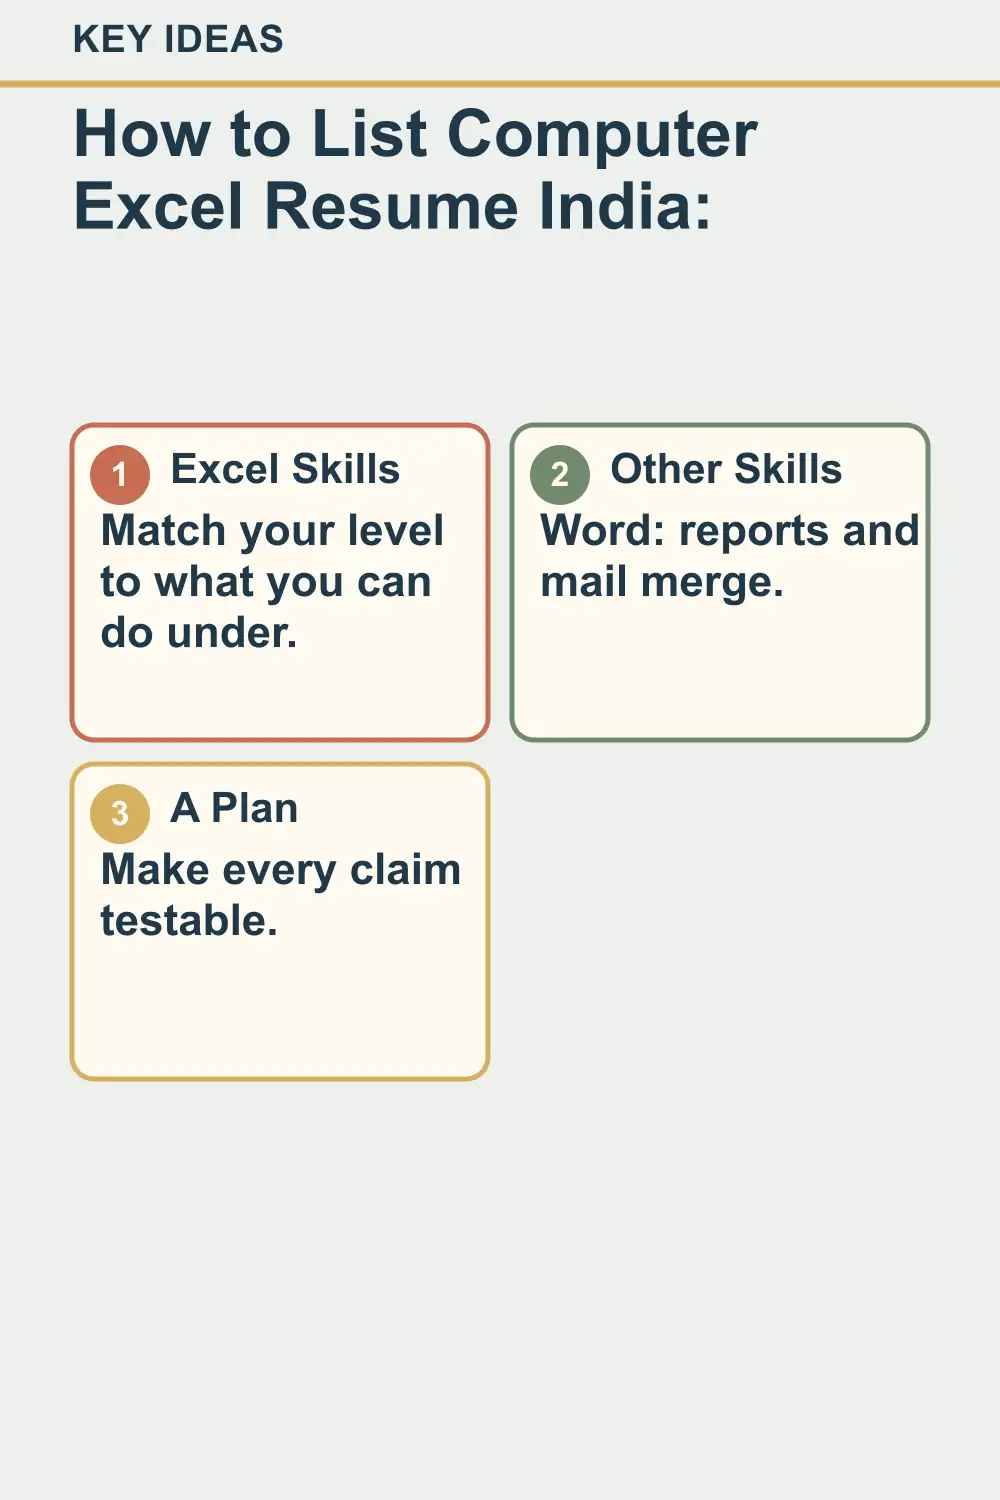 KEY IDEAS
How to List Computer
Excel Resume India:
1 Excel Skills
Match your level
to what you can
do under.
2 Other Skills
Word: reports and
mail merge.
3 A Plan
Make every claim
testable.